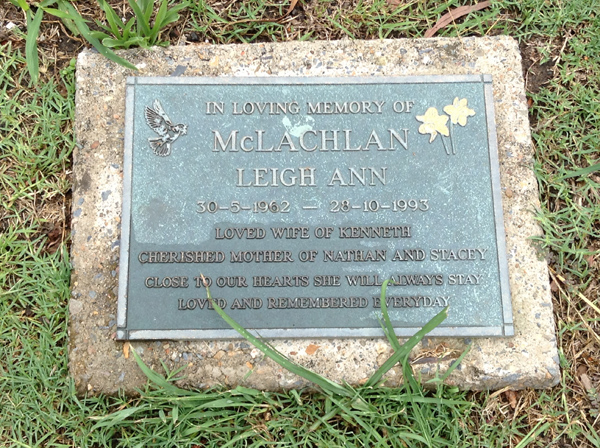 IN LOVING MEMORY OF
McLACHLAN
LEIGH ANN
30-5-1962 — 28-10-1993
LOVED WIFE OF KENNETH
CHERISHED MOTHER OF NATHAN AND STACEY
CLOSE TO OUR HEARTS SHE WILL ALWAYS STAY
LOVED AND REMEMBERED EVERYDAY